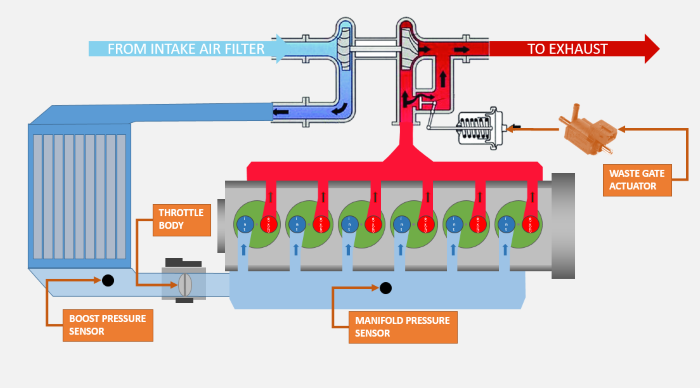 FROM INTAKE AIR FILTER
TO EXHAUST
WASTE GATE
ACTUATOR
THROTTLE
BODY
BOOST PRESSURE
SENSOR
MANIFOLD PRESSURE
SENSOR